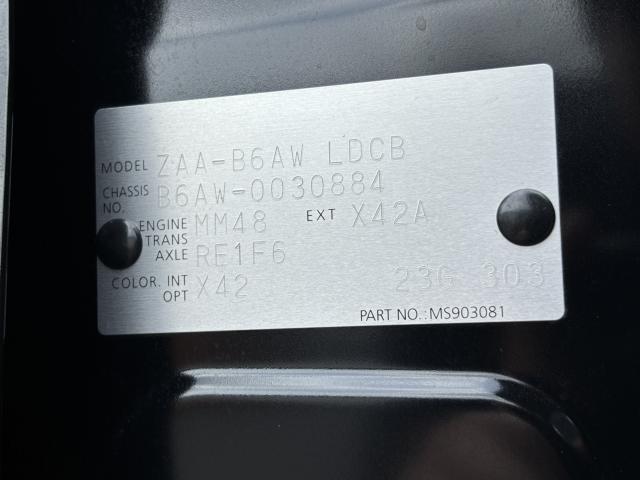 MODEL ZAA-B6AW LDCB
CHASSIS NO. B6AW-0030884
ENGINE MM48 EXT X42A
TRANS AXLE RE1F6
COLOR. INT OPT X42 23G 303
PART NO.:MS903081